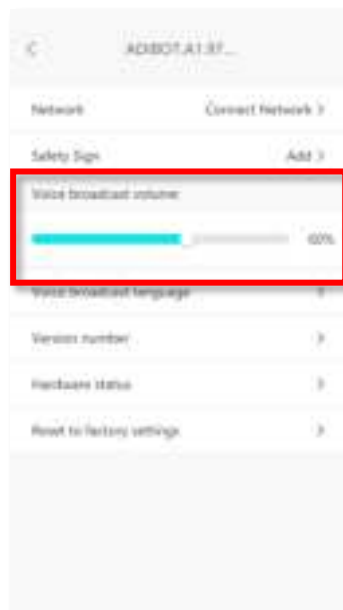 ADIBOT.A1.97...
Network Connect Network >
Safety Sign Add >
Voice broadcast volume
60%
Voice broadcast language >
Version number >
Hardware status >
Reset to factory settings >